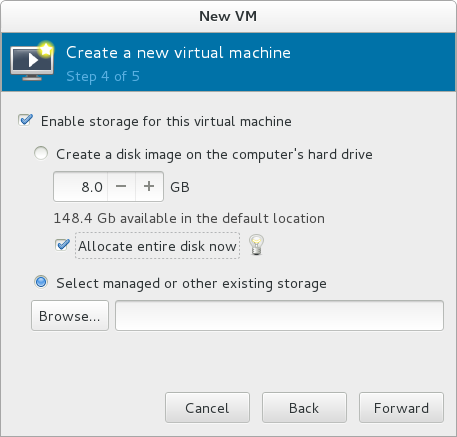 New VM
Create a new virtual machine
Step 4 of 5
Enable storage for this virtual machine
Create a disk image on the computer's hard drive
8.0 − + GB
148.4 Gb available in the default location
Allocate entire disk now
Select managed or other existing storage
Browse...
Cancel Back Forward